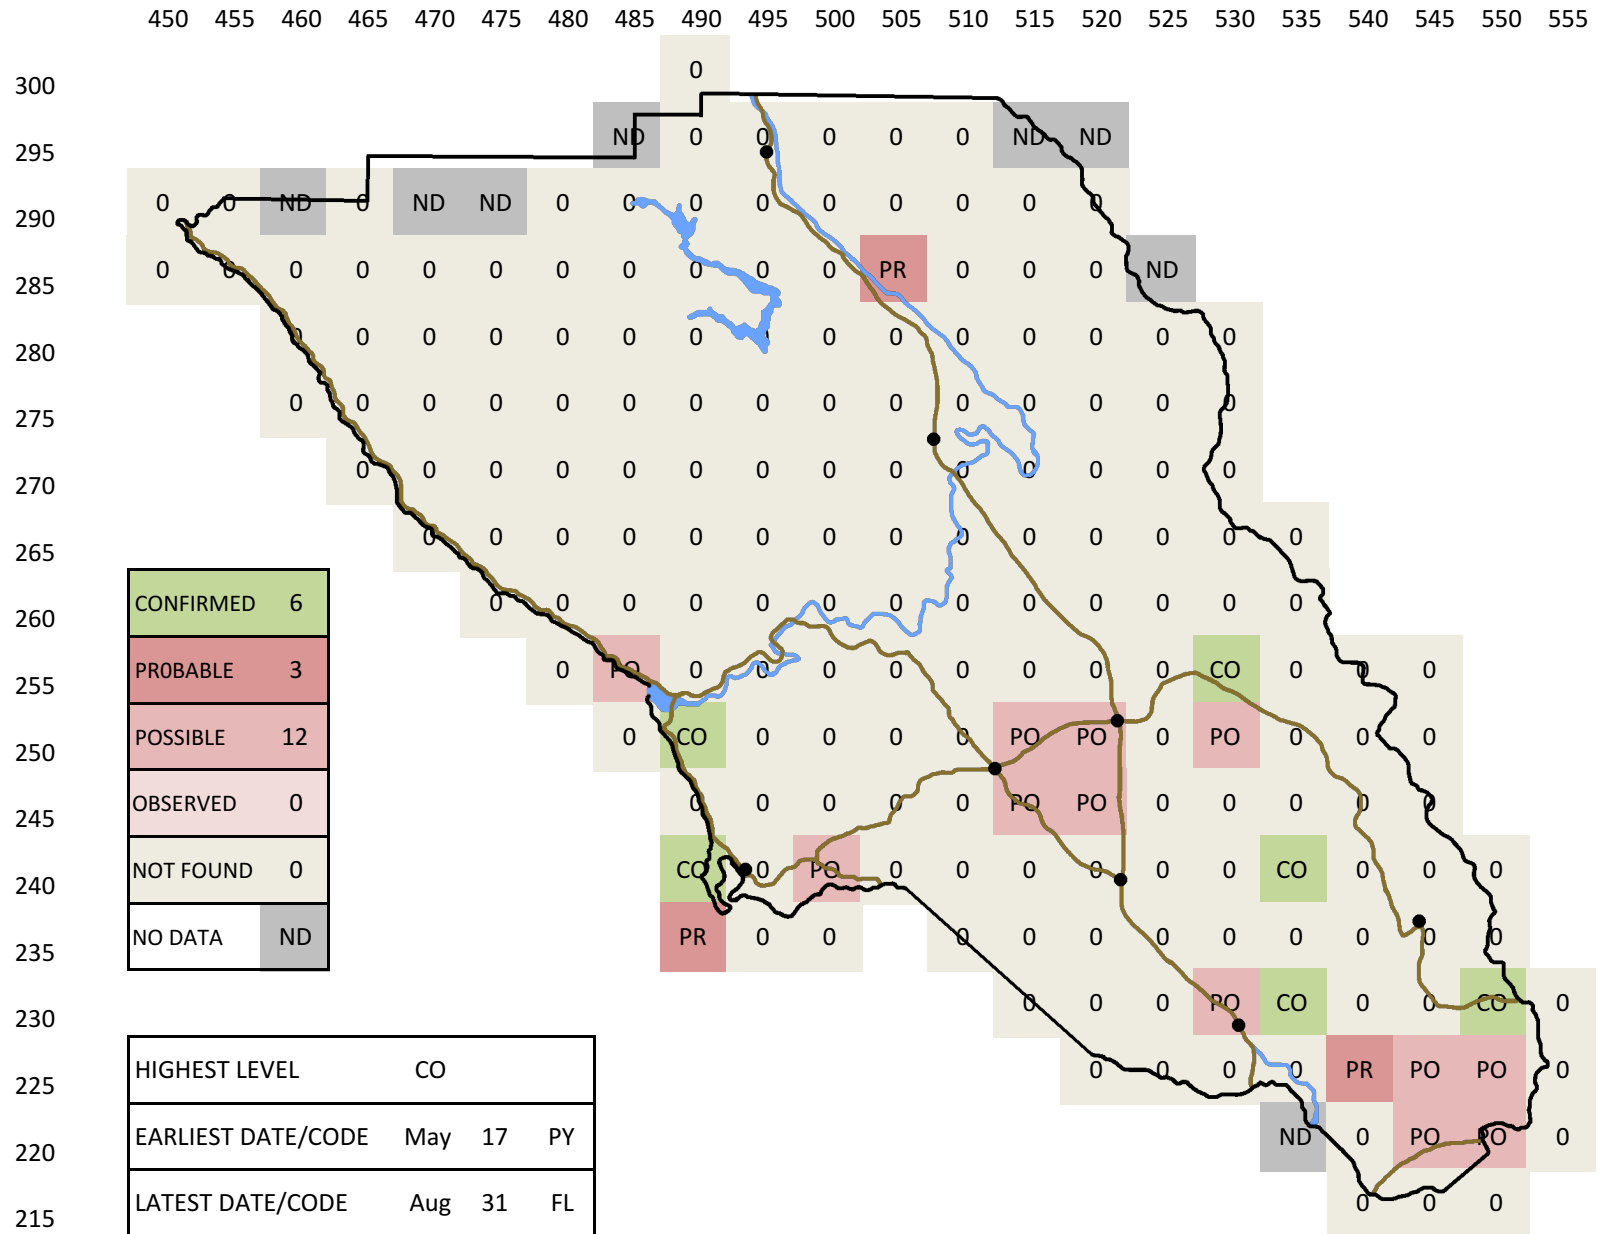 450 455 460 465 470 475 480 485 490 495 500 505 510 515 520 525 530 535 540 545 550 555
300 0
295 ND 0 0 0 0 0 ND ND
290 0 0 ND 0 ND ND 0 0 0 0 0 0 0 0 0
285 0 0 0 0 0 0 0 0 0 0 0 PR 0 0 0 ND
280 0 0 0 0 0 0 0 0 0 0 0 0 0 0 0
275 0 0 0 0 0 0 0 0 0 0 0 0 0 0 0
270 0 0 0 0 0 0 0 0 0 0 0 0 0 0
265 0 0 0 0 0 0 0 0 0 0 0 0 0 0
260 0 0 0 0 0 0 0 0 0 0 0 0 0
255 0 PO 0 0 0 0 0 0 0 0 CO 0 0 0
250 0 CO 0 0 0 0 PO PO 0 PO 0 0 0
245 0 0 0 0 0 PO PO 0 0 0 0 0
240 CO 0 PO 0 0 0 0 0 0 CO 0 0 0
235 PR 0 0 0 0 0 0 0 0 0 0 0
230 0 0 0 PO CO 0 0 CO 0
225 0 0 0 0 PR PO PO 0
220 ND 0 PO PO 0
215 0 0 0
CONFIRMED 6
PR0BABLE 3
POSSIBLE 12
OBSERVED 0
NOT FOUND 0
NO DATA ND
HIGHEST LEVEL CO
EARLIEST DATE/CODE May 17 PY
LATEST DATE/CODE Aug 31 FL